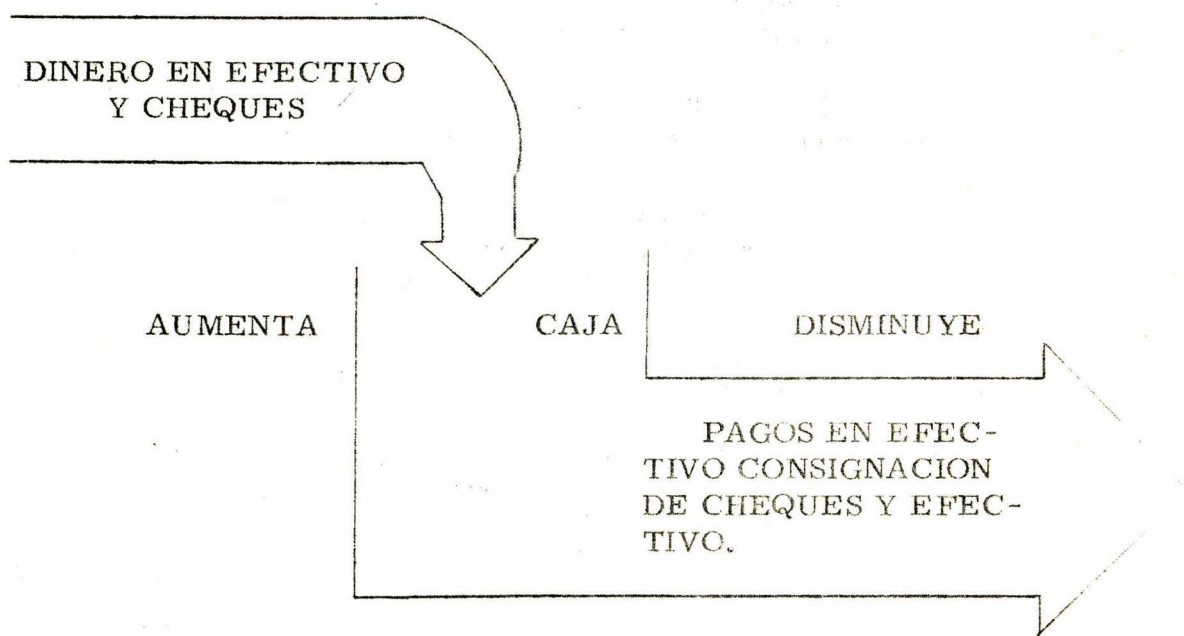 DINERO EN EFECTIVO
Y CHEQUES
AUMENTA CAJA DISMINUYE
PAGOS EN EFEC-
TIVO CONSIGNACION
DE CHEQUES Y EFEC-
TIVO.